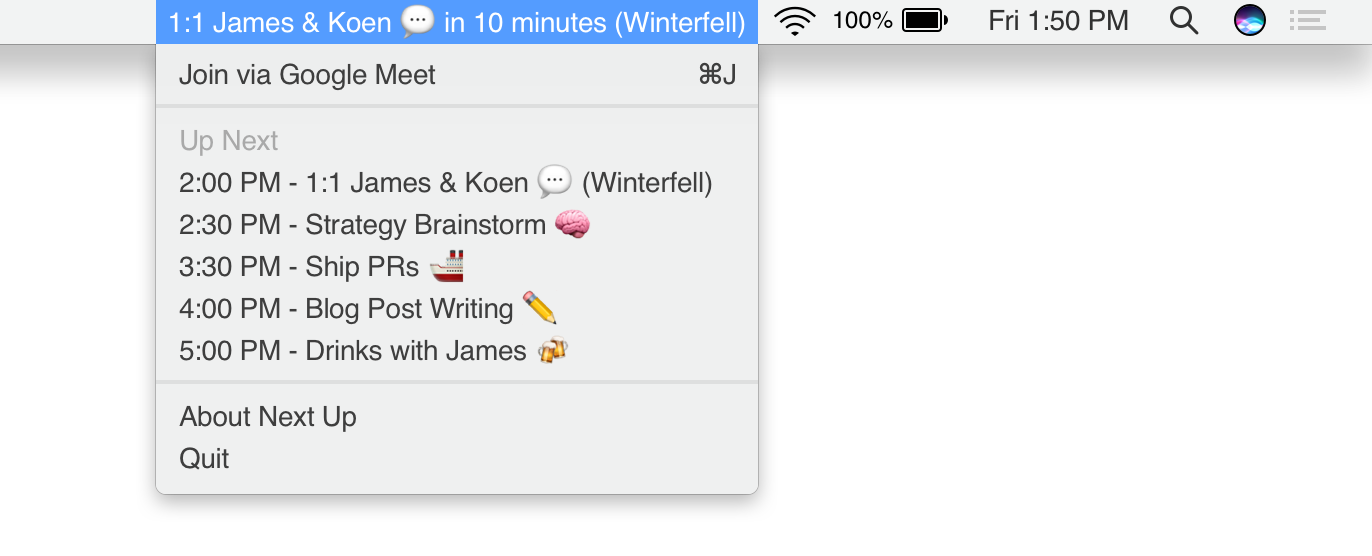 1:1 James & Koen 💬 in 10 minutes (Winterfell) 100% Fri 1:50 PM
Join via Google Meet ⌘J
Up Next
2:00 PM - 1:1 James & Koen 💬 (Winterfell)
2:30 PM - Strategy Brainstorm 🧠
3:30 PM - Ship PRs 🚢
4:00 PM - Blog Post Writing ✏️
5:00 PM - Drinks with James 🍻
About Next Up
Quit